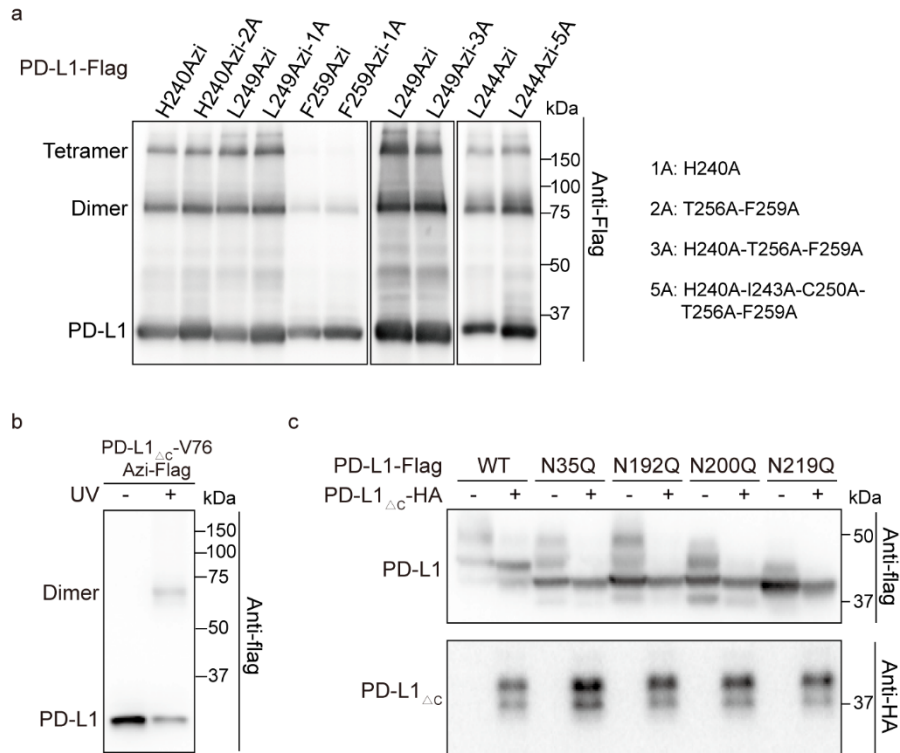 a
PD-L1-Flag
H240Azi
H240Azi-2A
L249Azi
L249Azi-1A
F259Azi
F259Azi-1A
L249Azi
L249Azi-3A
L244Azi
L244Azi-5A
kDa
Tetramer
Dimer
PD-L1
150
100
75
50
37
Anti-Flag
1A: H240A
2A: T256A-F259A
3A: H240A-T256A-F259A
5A: H240A-I243A-C250A-
T256A-F259A
b
PD-L1△c-V76
Azi-Flag
UV - + kDa
Dimer
PD-L1
150
100
75
50
37
Anti-flag
c
PD-L1-Flag WT N35Q N192Q N200Q N219Q
PD-L1△c-HA - + - + - + - + - + kDa
PD-L1
50
37
Anti-flag
PD-L1△c
37
Anti-HA